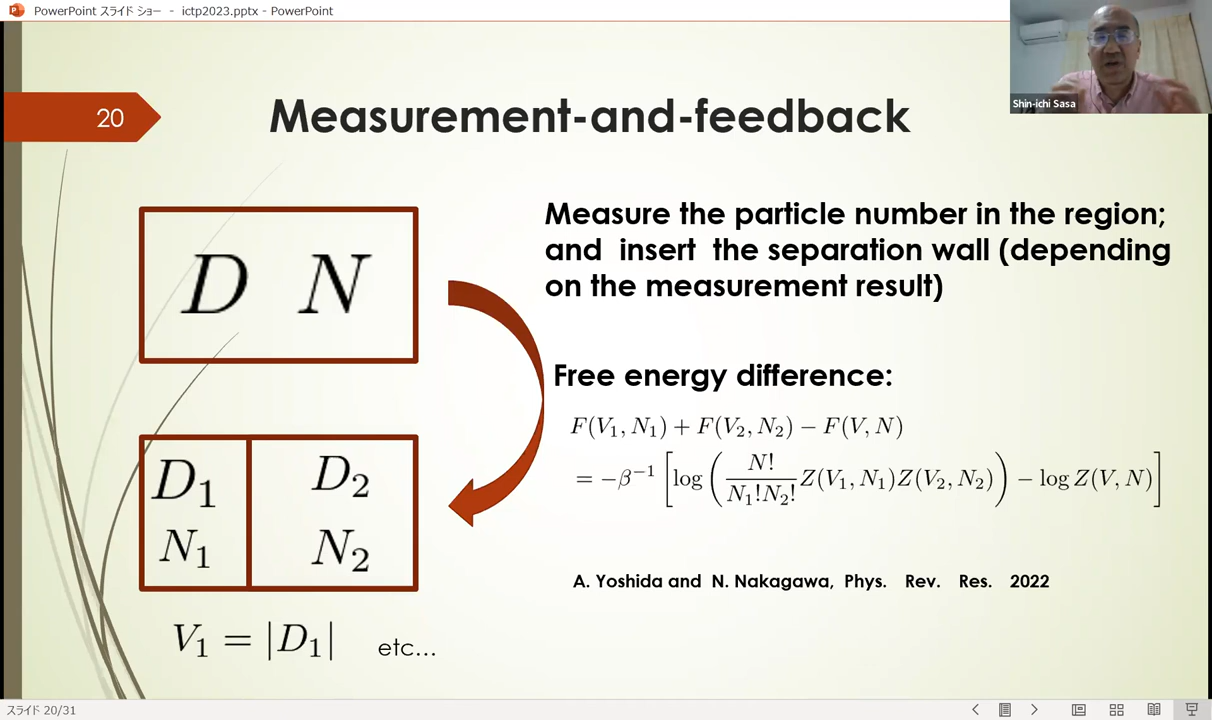 PowerPoint スライド ショー - ictp2023.pptx - PowerPoint
Shin-ichi Sasa
20
Measurement-and-feedback
D N
Measure the particle number in the region;
and insert the separation wall (depending
on the measurement result)
Free energy difference:
F(V₁, N₁) + F(V₂, N₂) − F(V, N)
= −β⁻¹ [log (N!/(N₁!N₂!) Z(V₁, N₁)Z(V₂, N₂)) − log Z(V, N)]
D₁ D₂
N₁ N₂
A. Yoshida and N. Nakagawa, Phys. Rev. Res. 2022
V₁ = |D₁| etc...
スライド 20/31